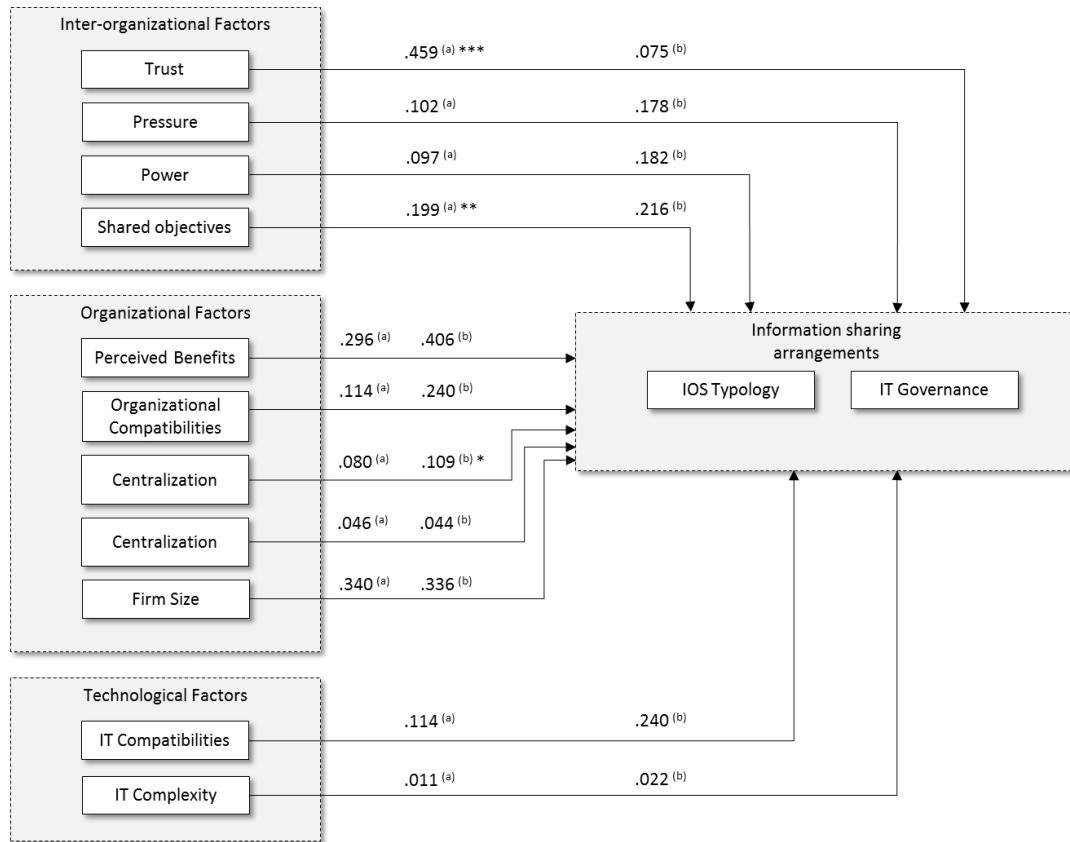 Inter-organizational Factors
Trust
.459 (a) ***
.075 (b)
Pressure
.102 (a)
.178 (b)
Power
.097 (a)
.182 (b)
Shared objectives
.199 (a) **
.216 (b)
Organizational Factors
Perceived Benefits
.296 (a)
.406 (b)
Organizational
Compatibilities
.114 (a)
.240 (b)
Centralization
.080 (a)
.109 (b) *
Centralization
.046 (a)
.044 (b)
Firm Size
.340 (a)
.336 (b)
Information sharing
arrangements
IOS Typology
IT Governance
Technological Factors
IT Compatibilities
.114 (a)
.240 (b)
IT Complexity
.011 (a)
.022 (b)